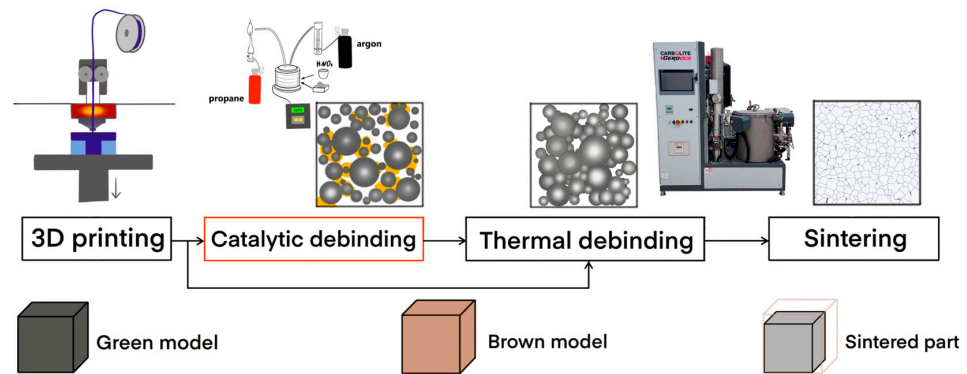 argon
HNO₃
propane
CARBOLITE
GERO
3D printing
Catalytic debinding
Thermal debinding
Sintering
Green model
Brown model
Sintered part